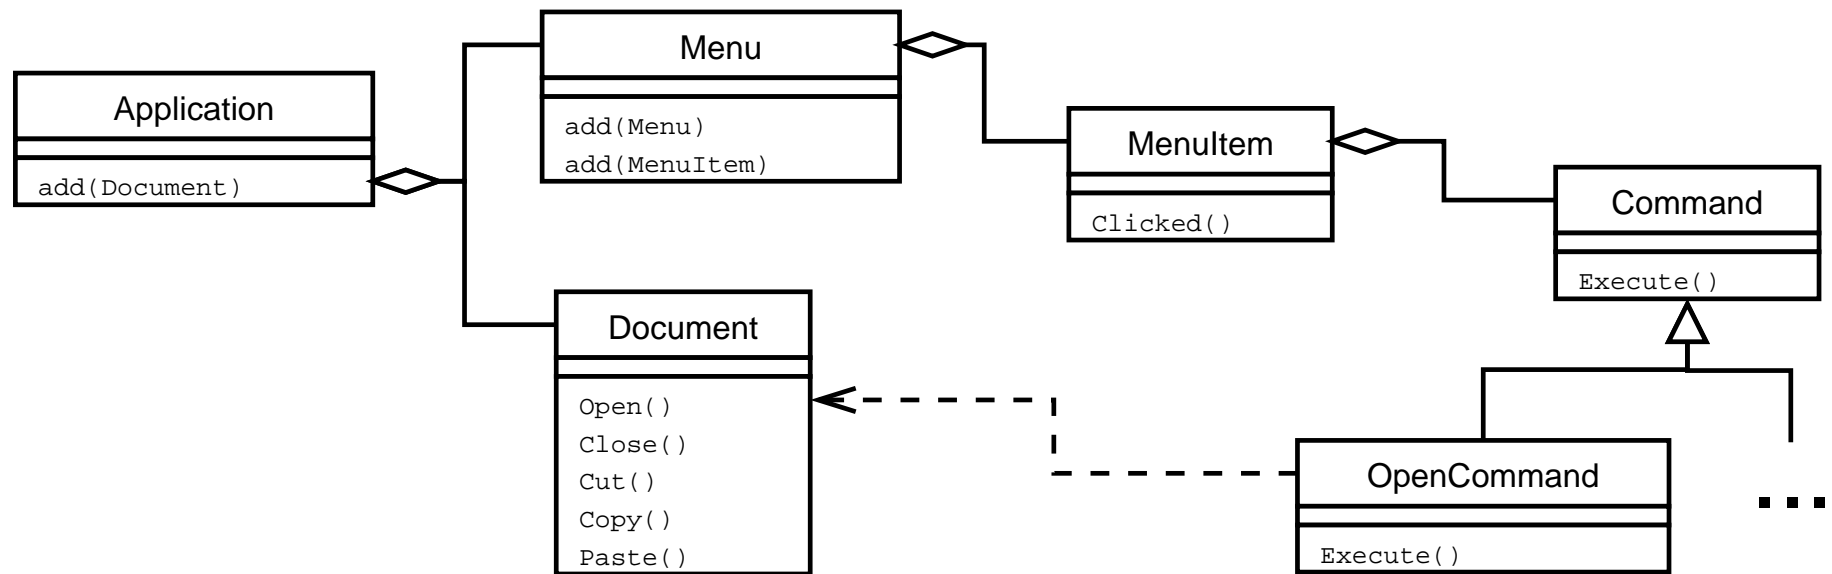 Application
add(Document)
Menu
add(Menu)
add(MenuItem)
MenuItem
Clicked()
Command
Execute()
Document
Open()
Close()
Cut()
Copy()
Paste()
OpenCommand
Execute()
...